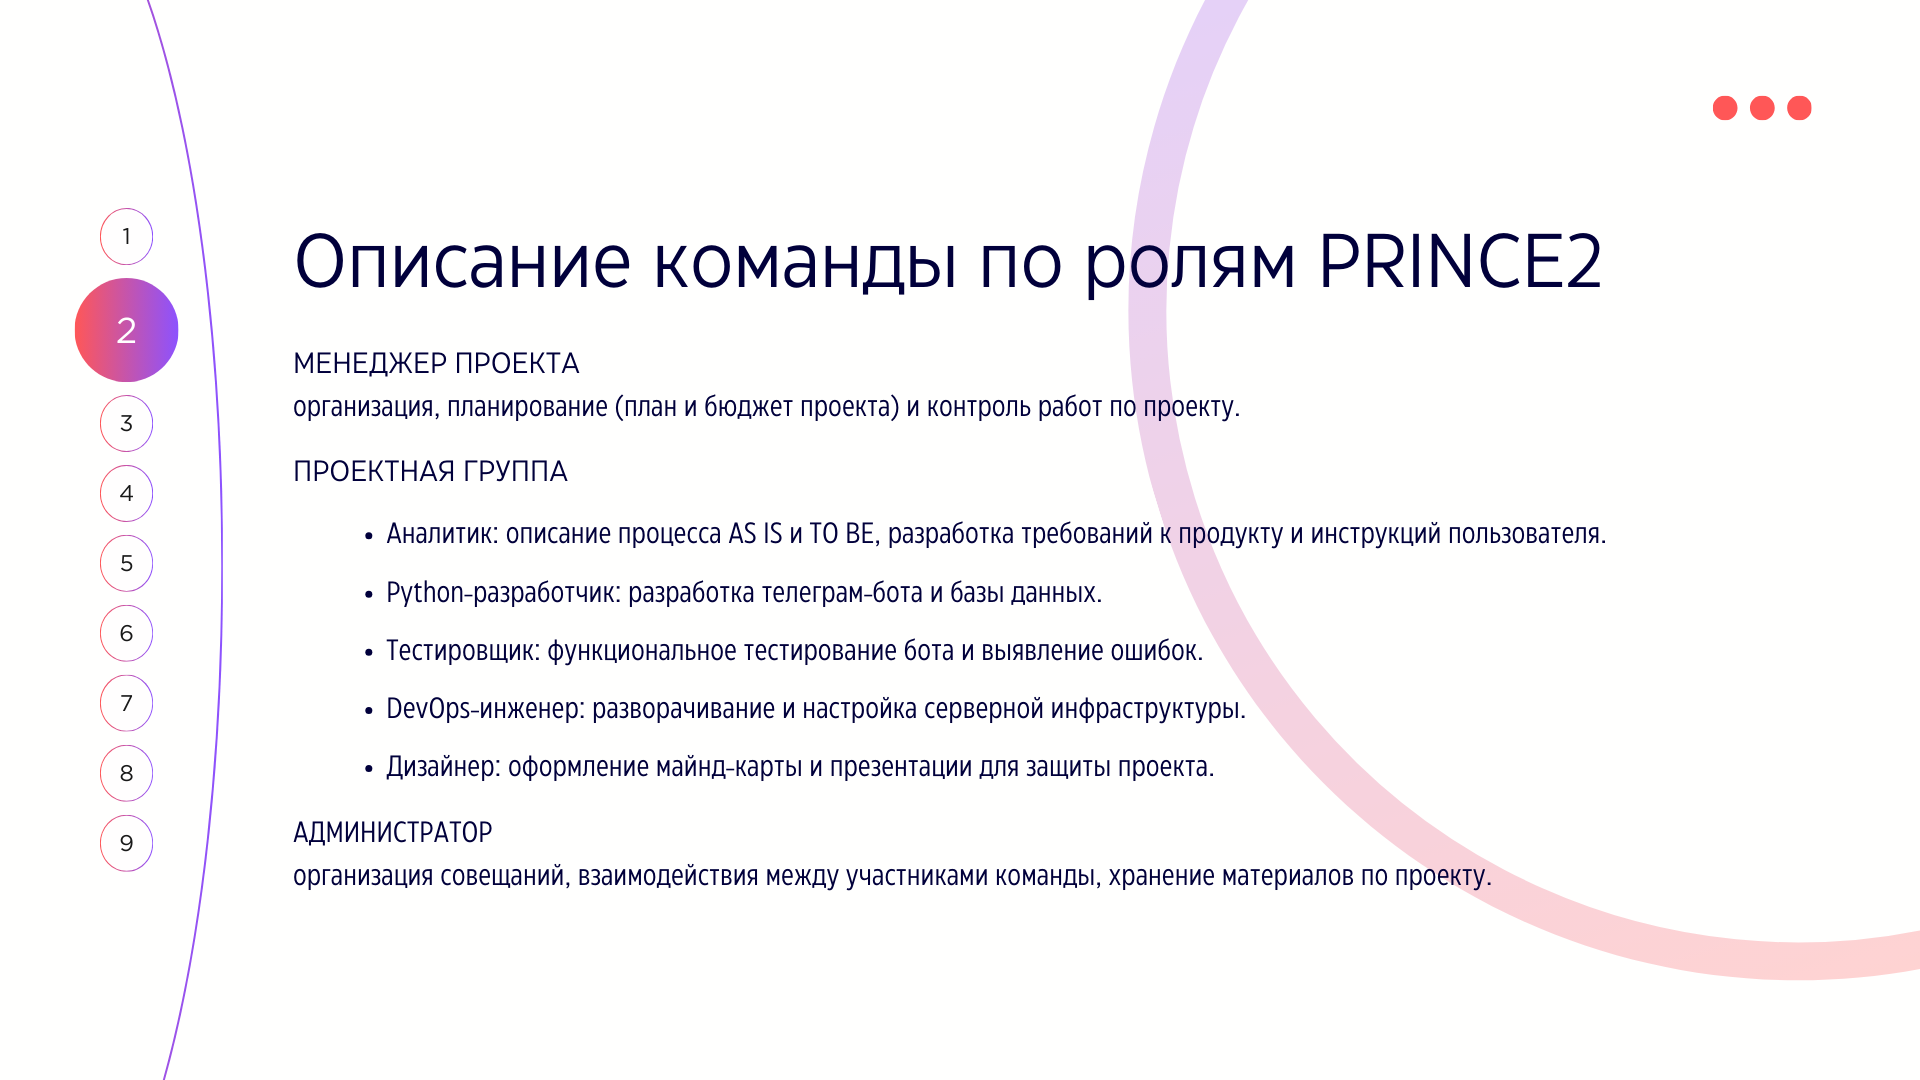 1
2
3
4
5
6
7
8
9
Описание команды по ролям PRINCE2
МЕНЕДЖЕР ПРОЕКТА
организация, планирование (план и бюджет проекта) и контроль работ по проекту.
ПРОЕКТНАЯ ГРУППА
• Аналитик: описание процесса AS IS и TO BE, разработка требований к продукту и инструкций пользователя.
• Python-разработчик: разработка телеграм-бота и базы данных.
• Тестировщик: функциональное тестирование бота и выявление ошибок.
• DevOps-инженер: разворачивание и настройка серверной инфраструктуры.
• Дизайнер: оформление майнд-карты и презентации для защиты проекта.
АДМИНИСТРАТОР
организация совещаний, взаимодействия между участниками команды, хранение материалов по проекту.